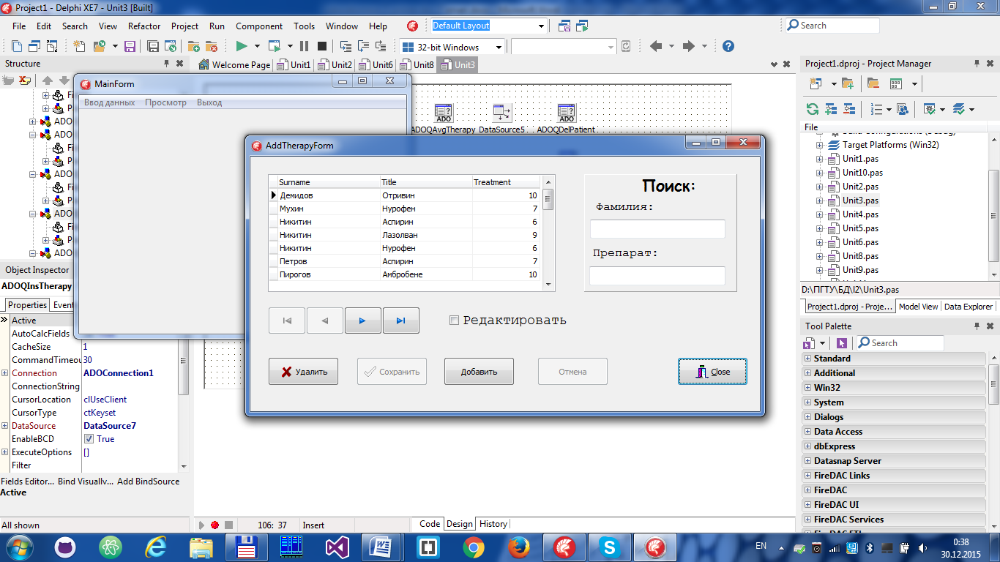 Project1 - Delphi XE7 - Unit3 [Built]
File Edit Search View Refactor Project Run Component Tools Window Help Default Layout Search
32-bit Windows
Structure
Welcome Page Unit1 Unit2 Unit6 Unit8 Unit3
Project1.dproj - Project Manager
MainForm
Ввод данных Просмотр Выход
ADO
ADO
ADO
ADO
ADO
ADOQAvgTherapy DataSource5 ADOQDelPatient
File
Target Platforms (Win32)
Unit1.pas
Unit10.pas
Unit2.pas
Unit3.pas
Unit4.pas
Unit5.pas
Unit6.pas
Unit8.pas
Unit9.pas
D:\ПГТУ\БД\I2\Unit3.pas
Project1.dproj - Proje... Model View Data Explorer
AddTherapyForm
Surname Title Treatment
Демидов Отривин 10
Мухин Нурофен 7
Никитин Аспирин 6
Никитин Лазолван 9
Никитин Нурофен 6
Петров Аспирин 7
Пирогов Амбробене 10
Поиск:
Фамилия:
Препарат:
Редактировать
Удалить Сохранить Добавить Отмена Close
Object Inspector
ADOQInsTherapy
Properties Event
Active
AutoCalcFields
CacheSize 1
CommandTimeou 30
Connection ADOConnection1
ConnectionString
CursorLocation clUseClient
CursorType ctKeyset
DataSource DataSource7
EnableBCD True
ExecuteOptions []
Filter
Fields Editor... Bind Visually... Add BindSource
Active
All shown
106: 37 Insert
Code Design History
Tool Palette
Search
Standard
Additional
Win32
System
Dialogs
Data Access
dbExpress
Datasnap Server
FireDAC Links
FireDAC
FireDAC UI
FireDAC Services
EN
0:38
30.12.2015